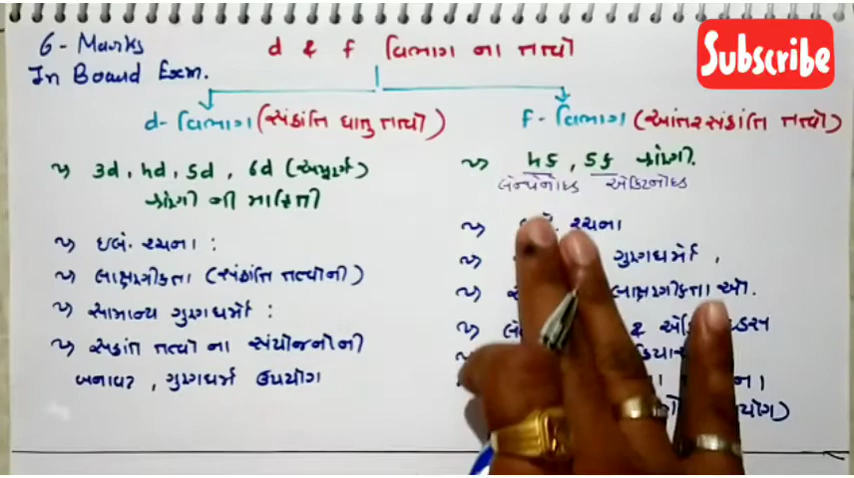 6 - Marks
In Board Exam.
d & f વિભાગ ના તત્વો
Subscribe
d - વિભાગ (સંક્રાંતિ ધાતુ તત્વો)
3d, 4d, 5d, 6d (અપૂર્ણ)
શ્રેણી ની માહિતી
ઇલે. રચના :
લાક્ષણીકતા (સંક્રાંતિ તત્વોની)
સામાન્ય ગુણધર્મો :
સંક્રાંતિ તત્વો ના સંયોજનોની
બનાવટ, ગુણધર્મ ઉપયોગ
f - વિભાગ (આંતરસંક્રાંતિ તત્વો)
4f, 5f શ્રેણી.
લેન્થેનોઇડ એક્ટિનોઇડ
રચના
ગુણધર્મો,
લાક્ષણીકતા ઓ.
&